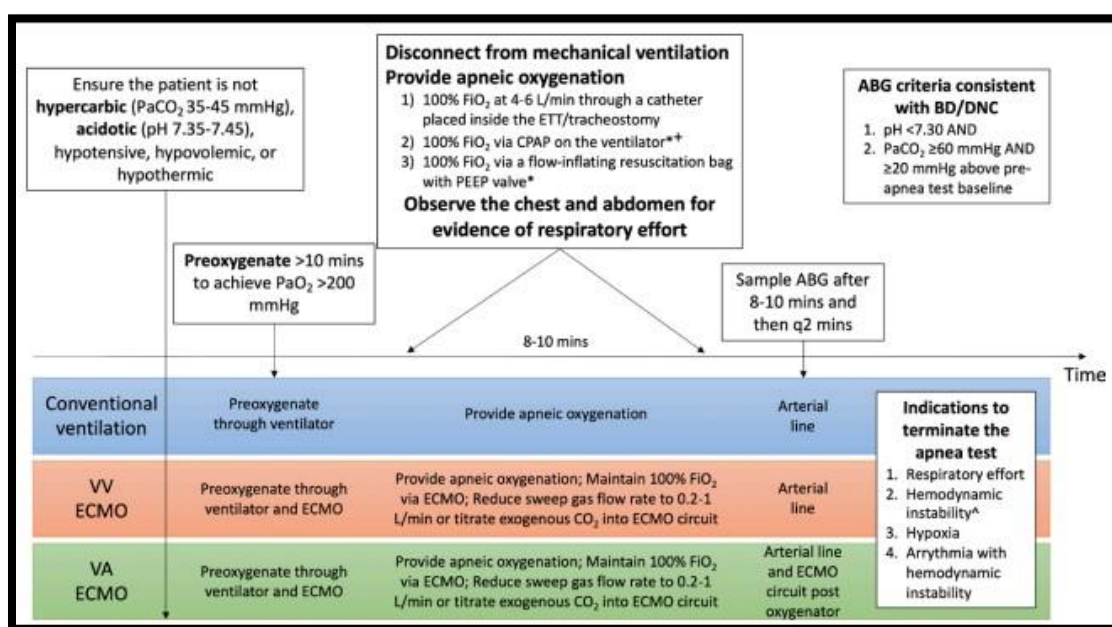 Ensure the patient is not
hypercarbic (PaCO2 35-45 mmHg),
acidotic (pH 7.35-7.45),
hypotensive, hypovolemic, or
hypothermic
Disconnect from mechanical ventilation
Provide apneic oxygenation
1) 100% FiO2 at 4-6 L/min through a catheter
placed inside the ETT/tracheostomy
2) 100% FiO2 via CPAP on the ventilator*+
3) 100% FiO2 via a flow-inflating resuscitation bag
with PEEP valve*
Observe the chest and abdomen for
evidence of respiratory effort
ABG criteria consistent
with BD/DNC
1. pH <7.30 AND
2. PaCO2 ≥60 mmHg AND
≥20 mmHg above pre-
apnea test baseline
Preoxygenate >10 mins
to achieve PaO2 >200
mmHg
Sample ABG after
8-10 mins and
then q2 mins
8-10 mins
Time
Conventional
ventilation
Preoxygenate
through ventilator
Provide apneic oxygenation
Arterial
line
VV
ECMO
Preoxygenate through
ventilator and ECMO
Provide apneic oxygenation; Maintain 100% FiO2
via ECMO; Reduce sweep gas flow rate to 0.2-1
L/min or titrate exogenous CO2 into ECMO circuit
Arterial
line
VA
ECMO
Preoxygenate through
ventilator and ECMO
Provide apneic oxygenation; Maintain 100% FiO2
via ECMO; Reduce sweep gas flow rate to 0.2-1
L/min or titrate exogenous CO2 into ECMO circuit
Arterial line
and ECMO
circuit post
oxygenator
Indications to
terminate the
apnea test
1. Respiratory effort
2. Hemodynamic
instability^
3. Hypoxia
4. Arrythmia with
hemodynamic
instability